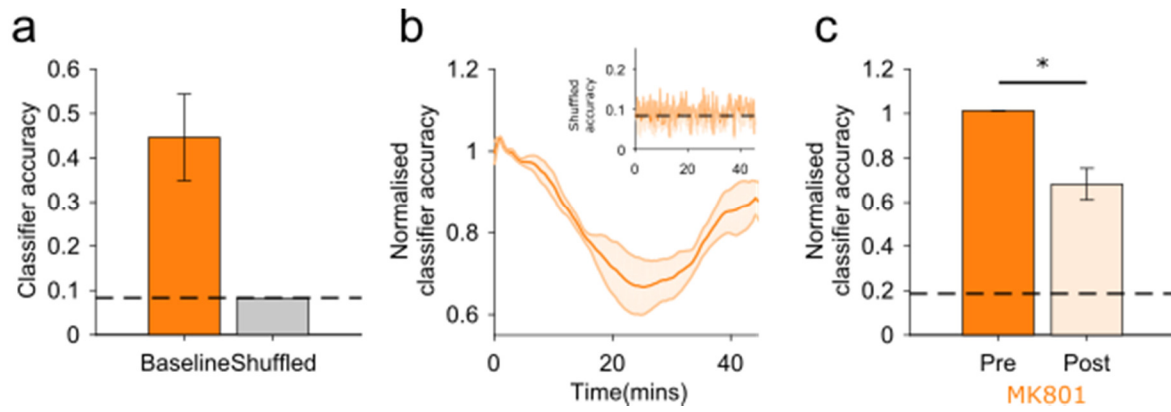 a
Classifier accuracy
0.6
0.5
0.4
0.3
0.2
0.1
0
Baseline Shuffled
b
Normalised
classifier accuracy
1.2
1
0.8
0.6
0 20 40
Time(mins)
Shuffled
accuracy
0.2
0.1
0
0 20 40
c
Normalised
classifier accuracy
1.2
1
0.8
0.6
0.4
0.2
0
*
Pre Post
MK801